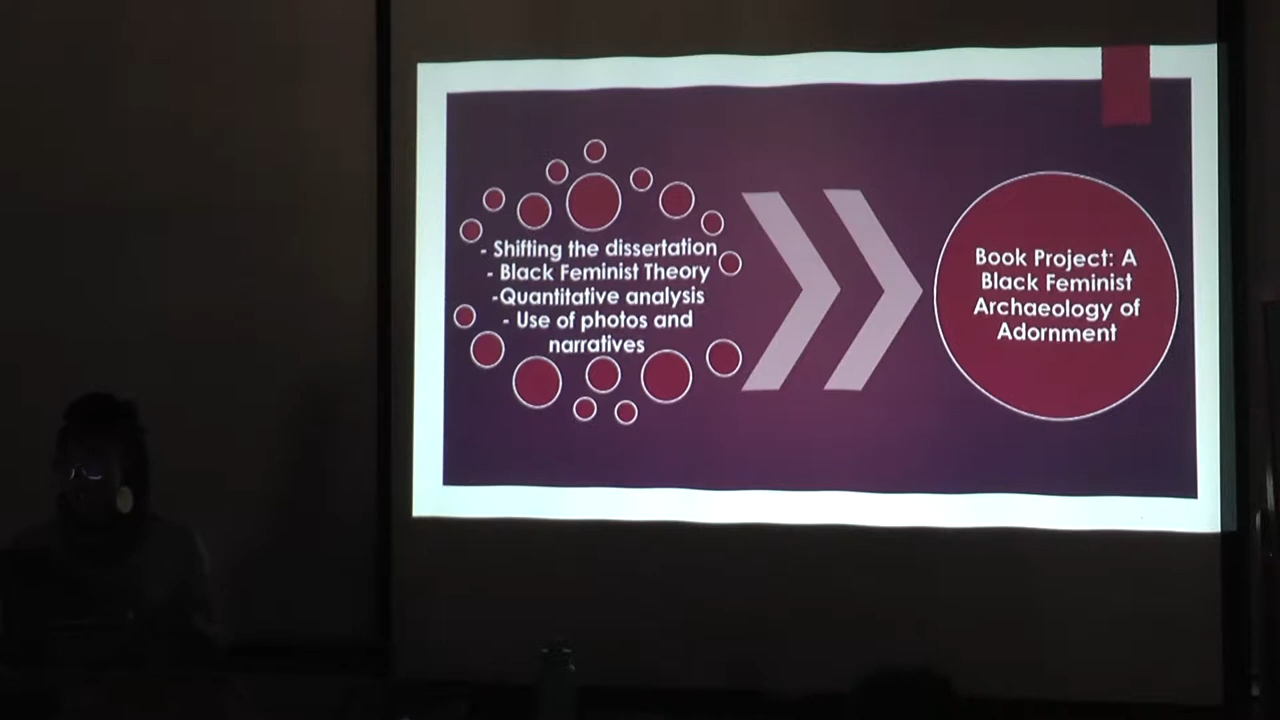 - Shifting the dissertation
- Black Feminist Theory
-Quantitative analysis
- Use of photos and
narratives
Book Project: A
Black Feminist
Archaeology of
Adornment